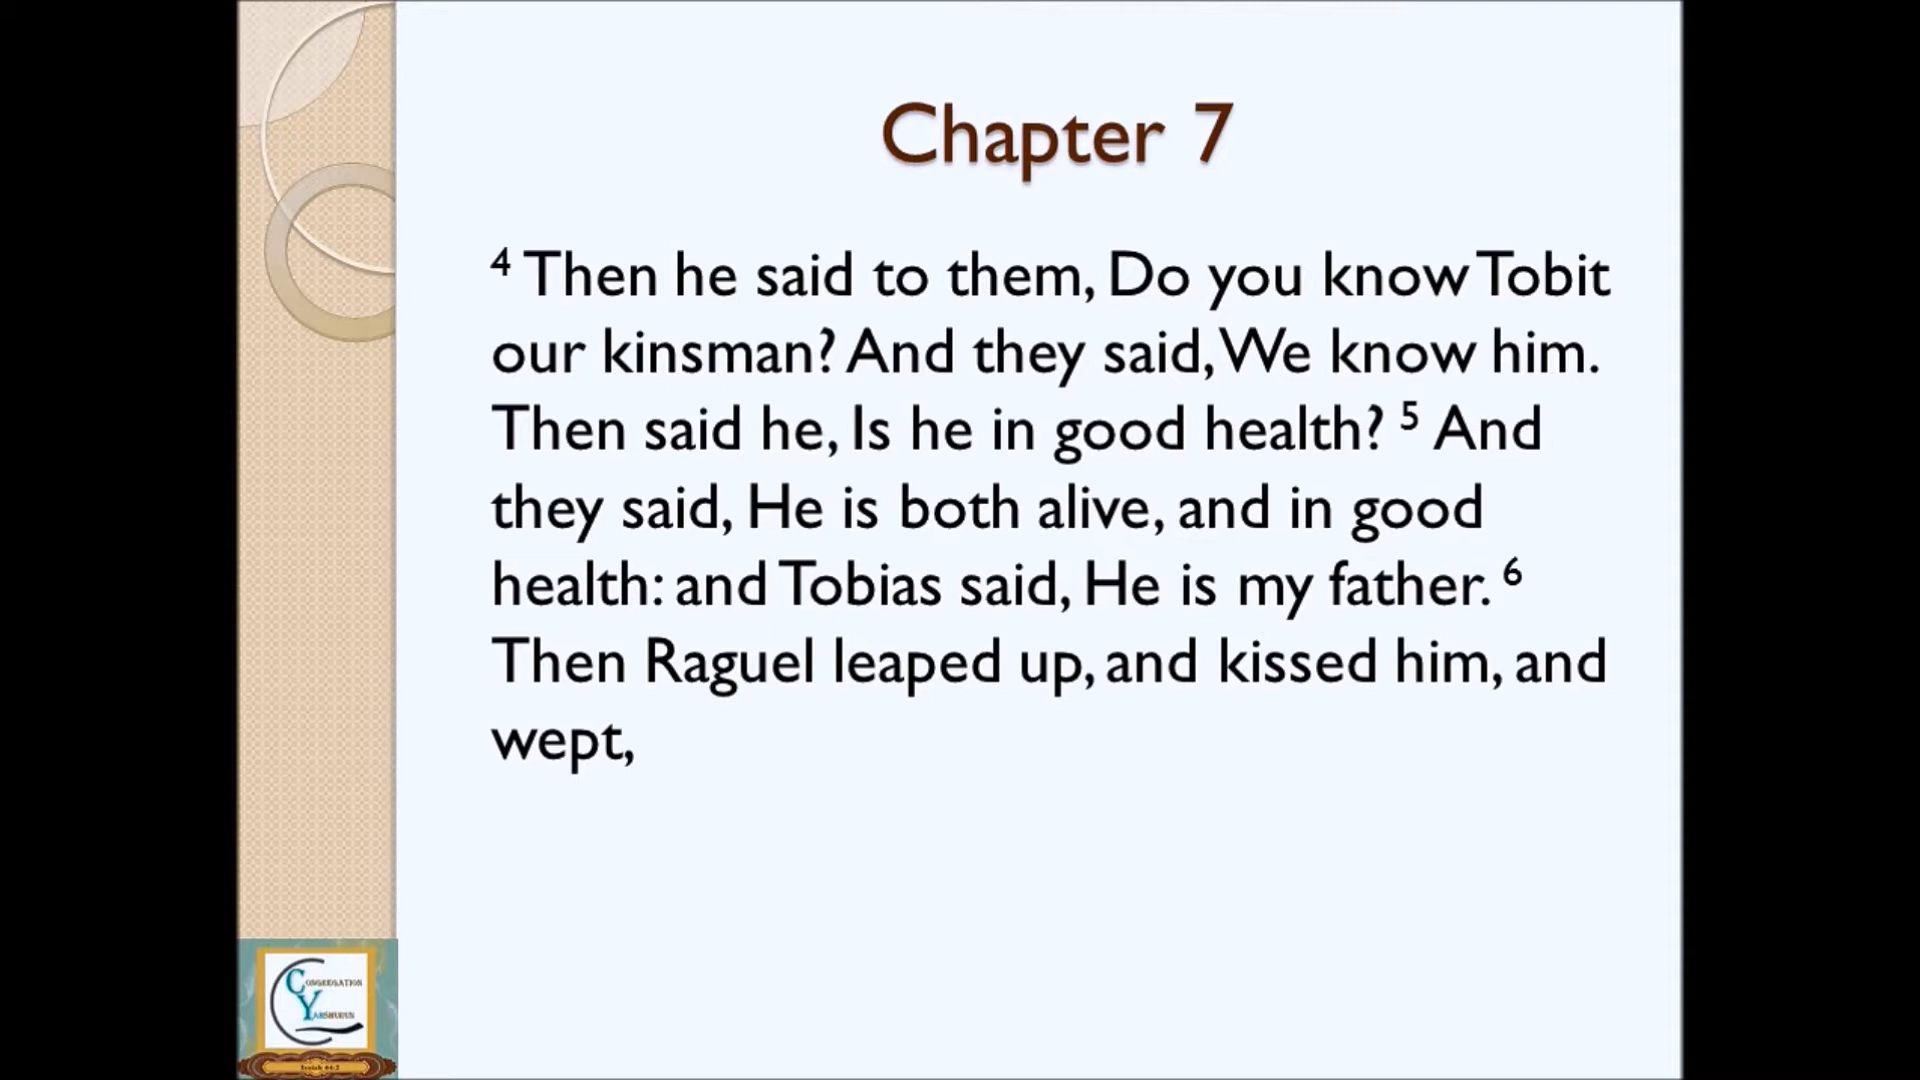 Chapter 7
⁴ Then he said to them, Do you know Tobit
our kinsman? And they said, We know him.
Then said he, Is he in good health? ⁵ And
they said, He is both alive, and in good
health: and Tobias said, He is my father. ⁶
Then Raguel leaped up, and kissed him, and
wept,
CONGREGATION
YAHSHURUN
Isaiah 44:2